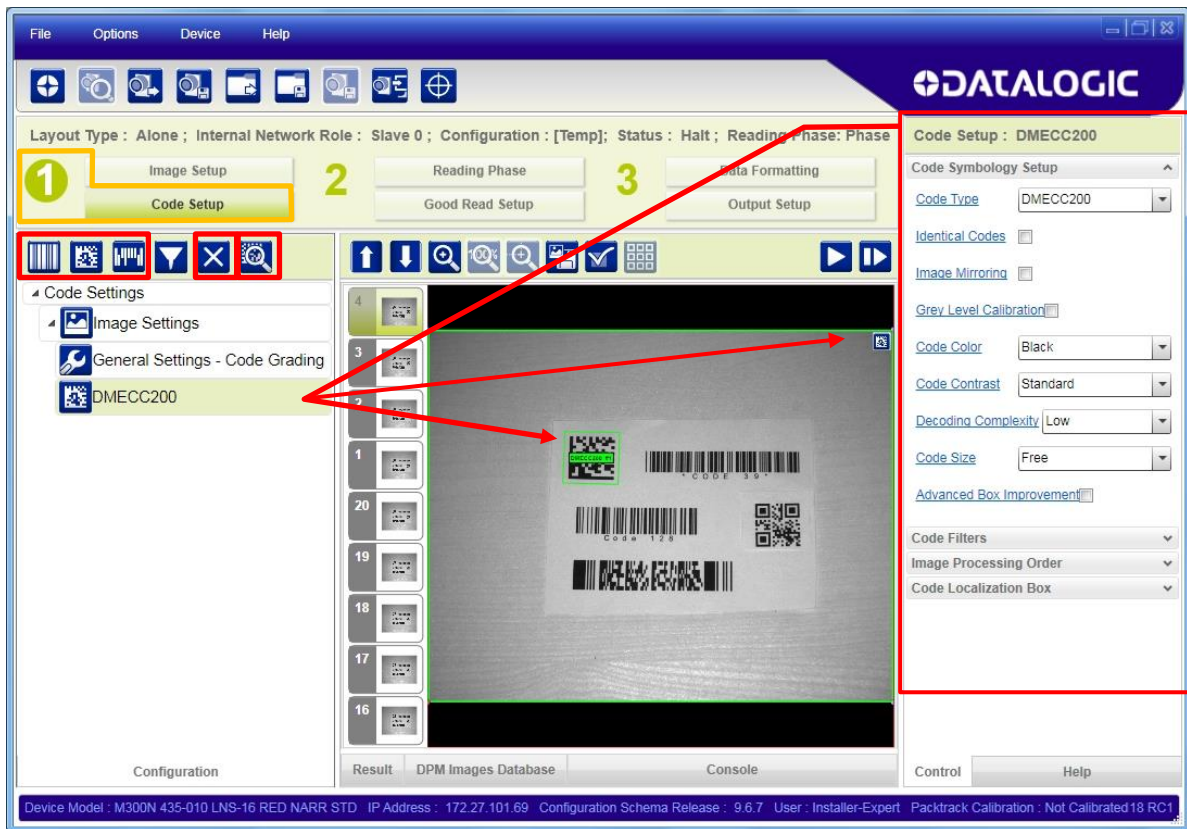 File Options Device Help
DATALOGIC
Layout Type : Alone ; Internal Network Role : Slave 0 ; Configuration : [Temp]; Status : Halt ; Reading Phase: Phase
1
Image Setup
Code Setup
2
Reading Phase
Good Read Setup
3
Data Formatting
Output Setup
Code Settings
Image Settings
General Settings - Code Grading
DMECC200
Configuration
100%
4
3
2
1
20
19
18
17
16
*CODE 39*
Code 128
Result DPM Images Database Console
Code Setup : DMECC200
Code Symbology Setup
Code Type DMECC200
Identical Codes
Image Mirroring
Grey Level Calibration
Code Color Black
Code Contrast Standard
Decoding Complexity Low
Code Size Free
Advanced Box Improvement
Code Filters
Image Processing Order
Code Localization Box
Control Help
Device Model : M300N 435-010 LNS-16 RED NARR STD IP Address : 172.27.101.69 Configuration Schema Release : 9.6.7 User : Installer-Expert Packtrack Calibration : Not Calibrated 18 RC1